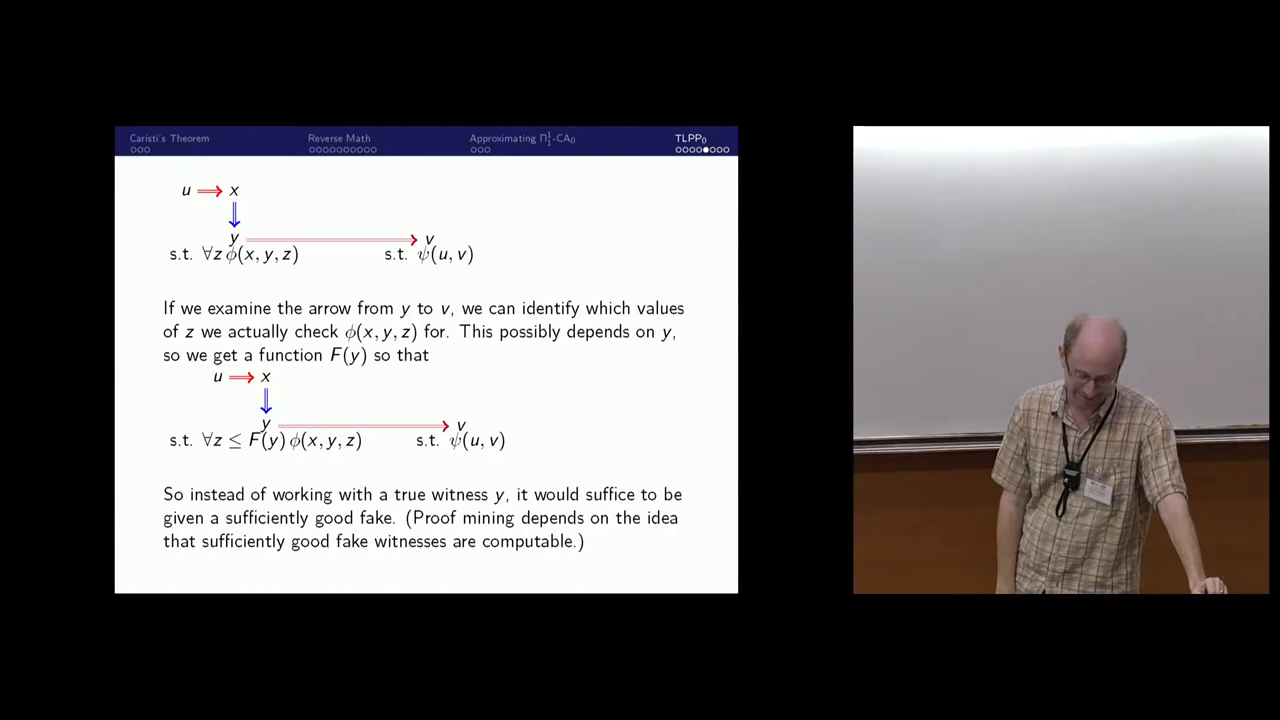 Caristi's Theorem Reverse Math Approximating Π¹₁-CA₀ TLPP₀
u ⟹ x
⇓
y ⟹ v
s.t. ∀z ϕ(x, y, z) s.t. ψ(u, v)
If we examine the arrow from y to v, we can identify which values
of z we actually check ϕ(x, y, z) for. This possibly depends on y,
so we get a function F(y) so that
u ⟹ x
⇓
y ⟹ v
s.t. ∀z ≤ F(y) ϕ(x, y, z) s.t. ψ(u, v)
So instead of working with a true witness y, it would suffice to be
given a sufficiently good fake. (Proof mining depends on the idea
that sufficiently good fake witnesses are computable.)